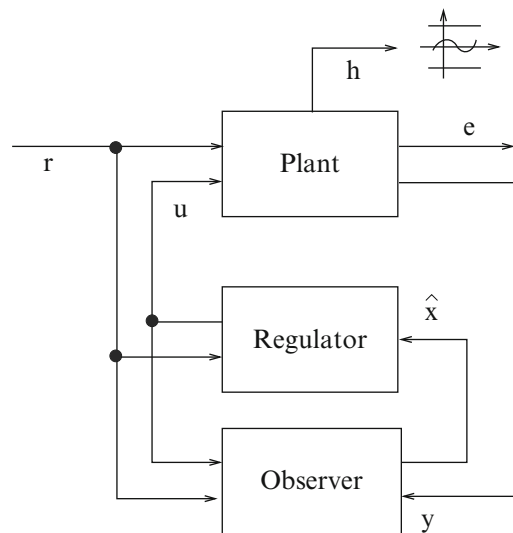 h
e
r
Plant
u
x̂
Regulator
Observer
y